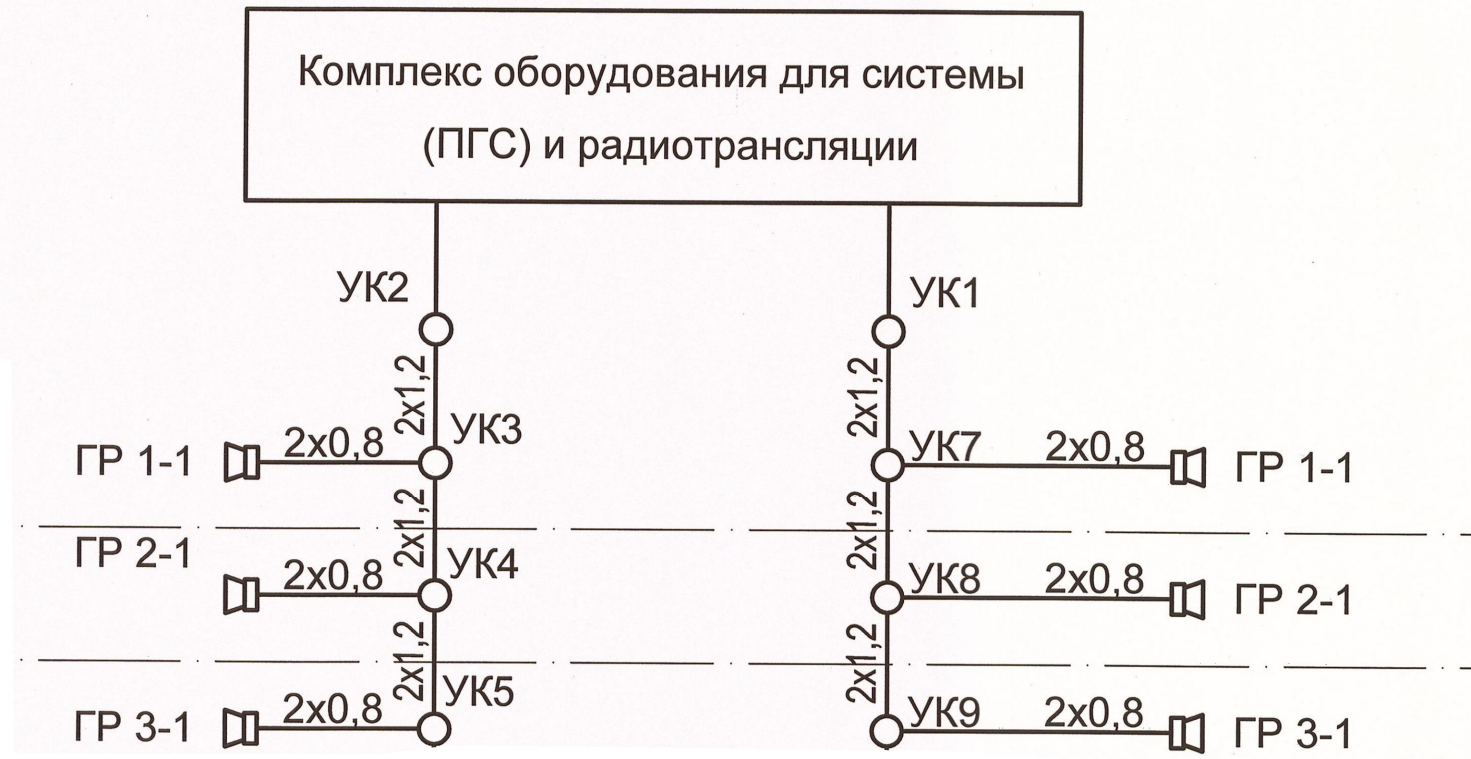 Комплекс оборудования для системы
(ПГС) и радиотрансляции
УК2
УК1
2х1,2
2х1,2
УК3
УК7
ГР 1-1
2х0,8
2х0,8
ГР 1-1
2х1,2
2х1,2
ГР 2-1
2х0,8
УК4
УК8
2х0,8
ГР 2-1
2х1,2
2х1,2
УК5
УК9
ГР 3-1
2х0,8
2х0,8
ГР 3-1